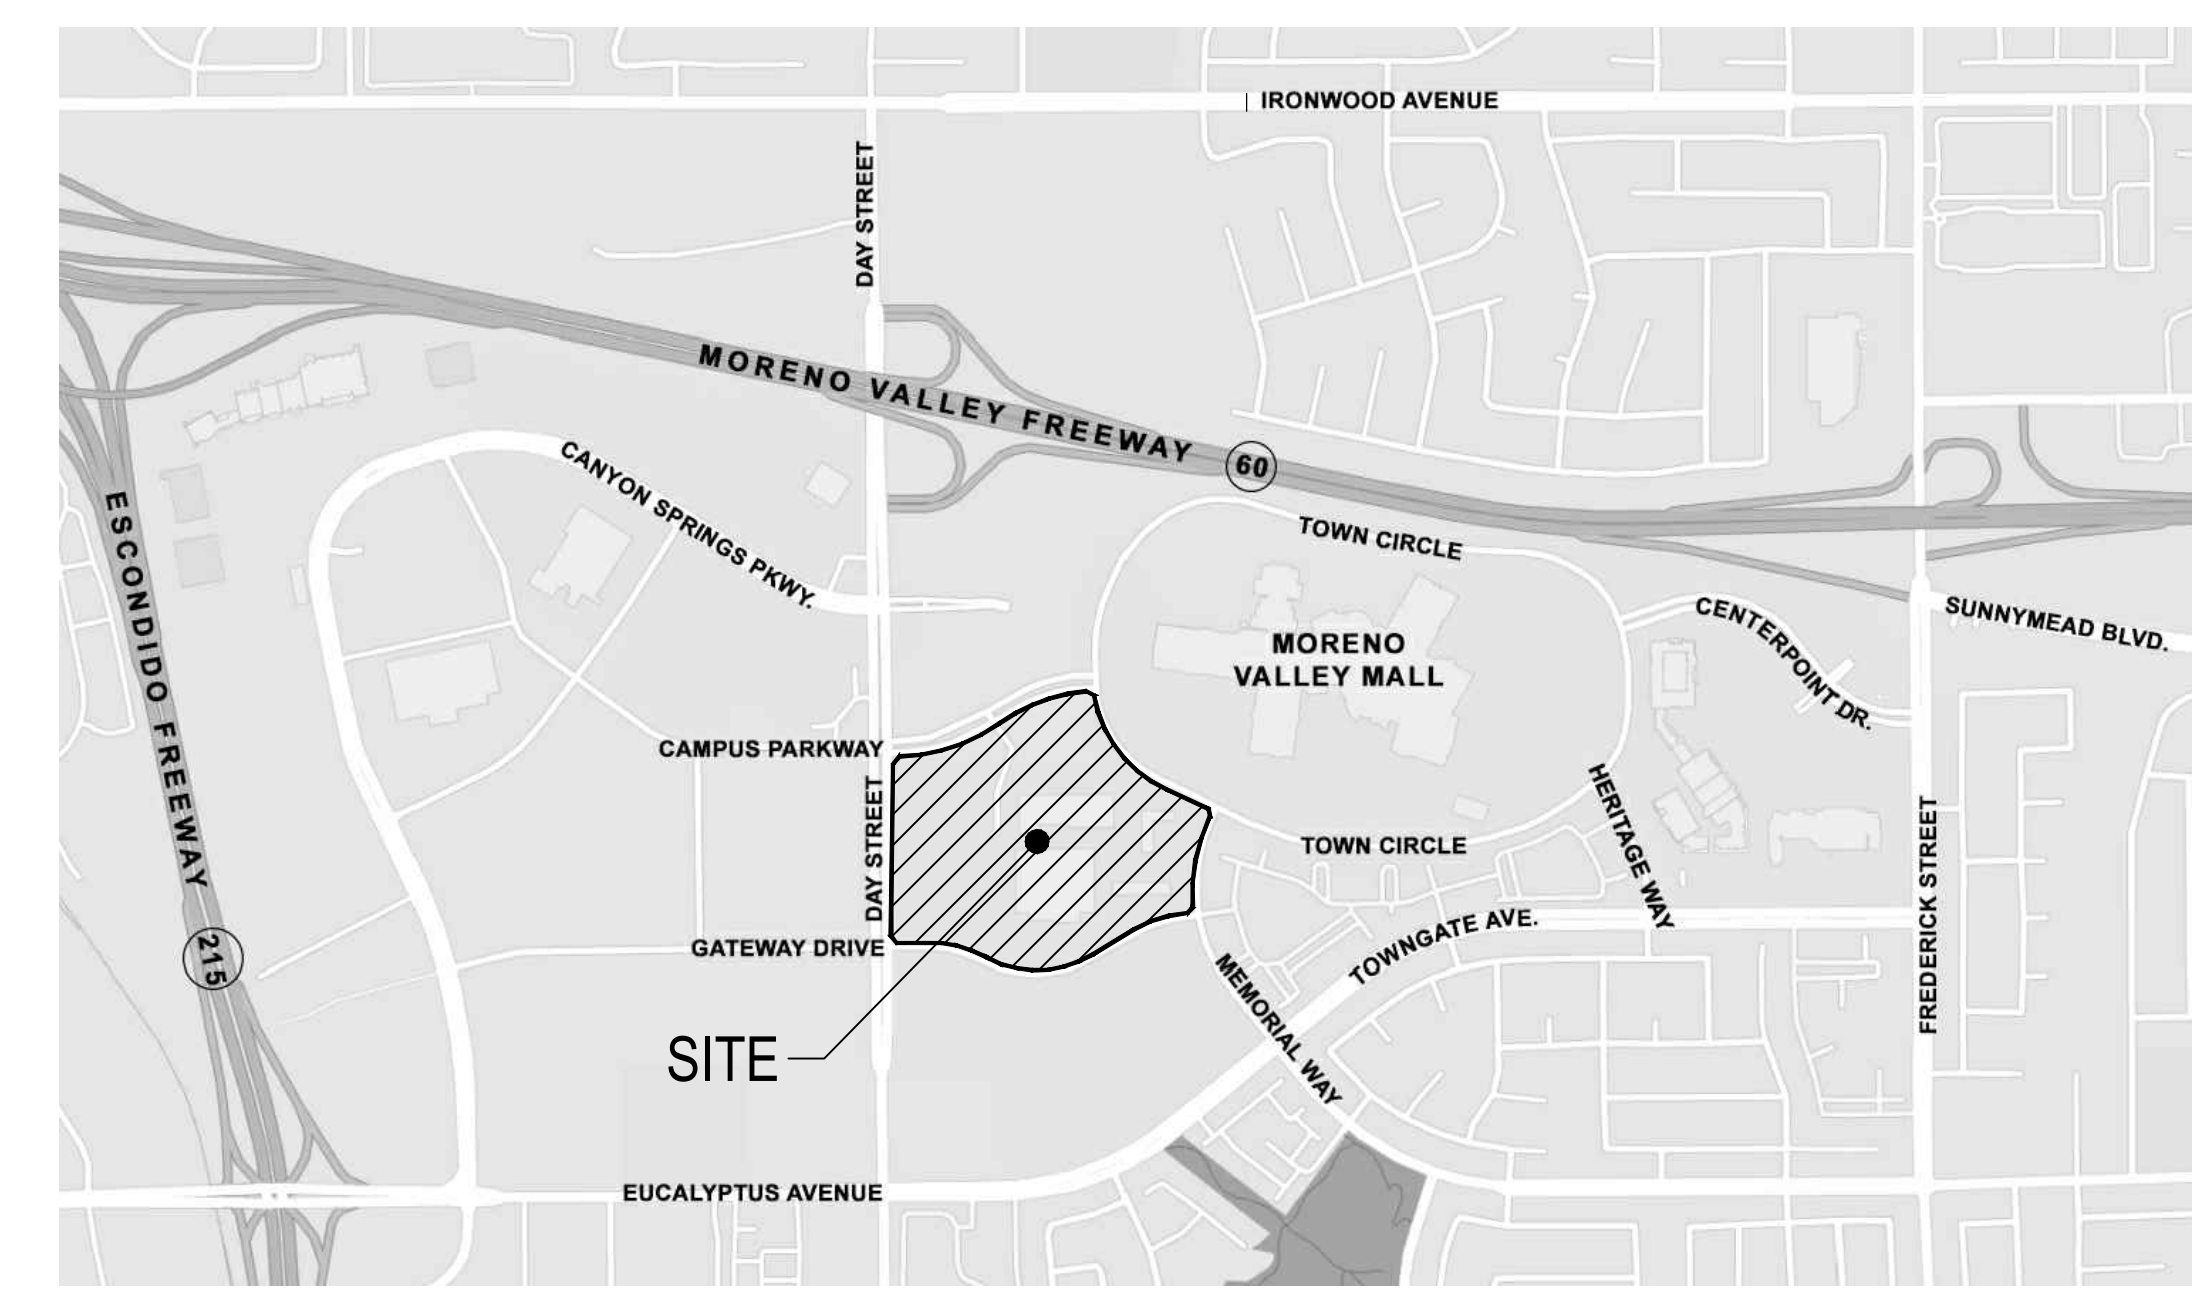 IRONWOOD AVENUE
DAY STREET
MORENO VALLEY FREEWAY
60
CANYON SPRINGS PKWY.
TOWN CIRCLE
ESCONDIDO FREEWAY
215
MORENO
VALLEY MALL
CENTERPOINT DR.
SUNNYMEAD BLVD.
CAMPUS PARKWAY
DAY STREET
HERITAGE WAY
TOWN CIRCLE
FREDERICK STREET
GATEWAY DRIVE
TOWNGATE AVE.
MEMORIAL WAY
SITE
EUCALYPTUS AVENUE